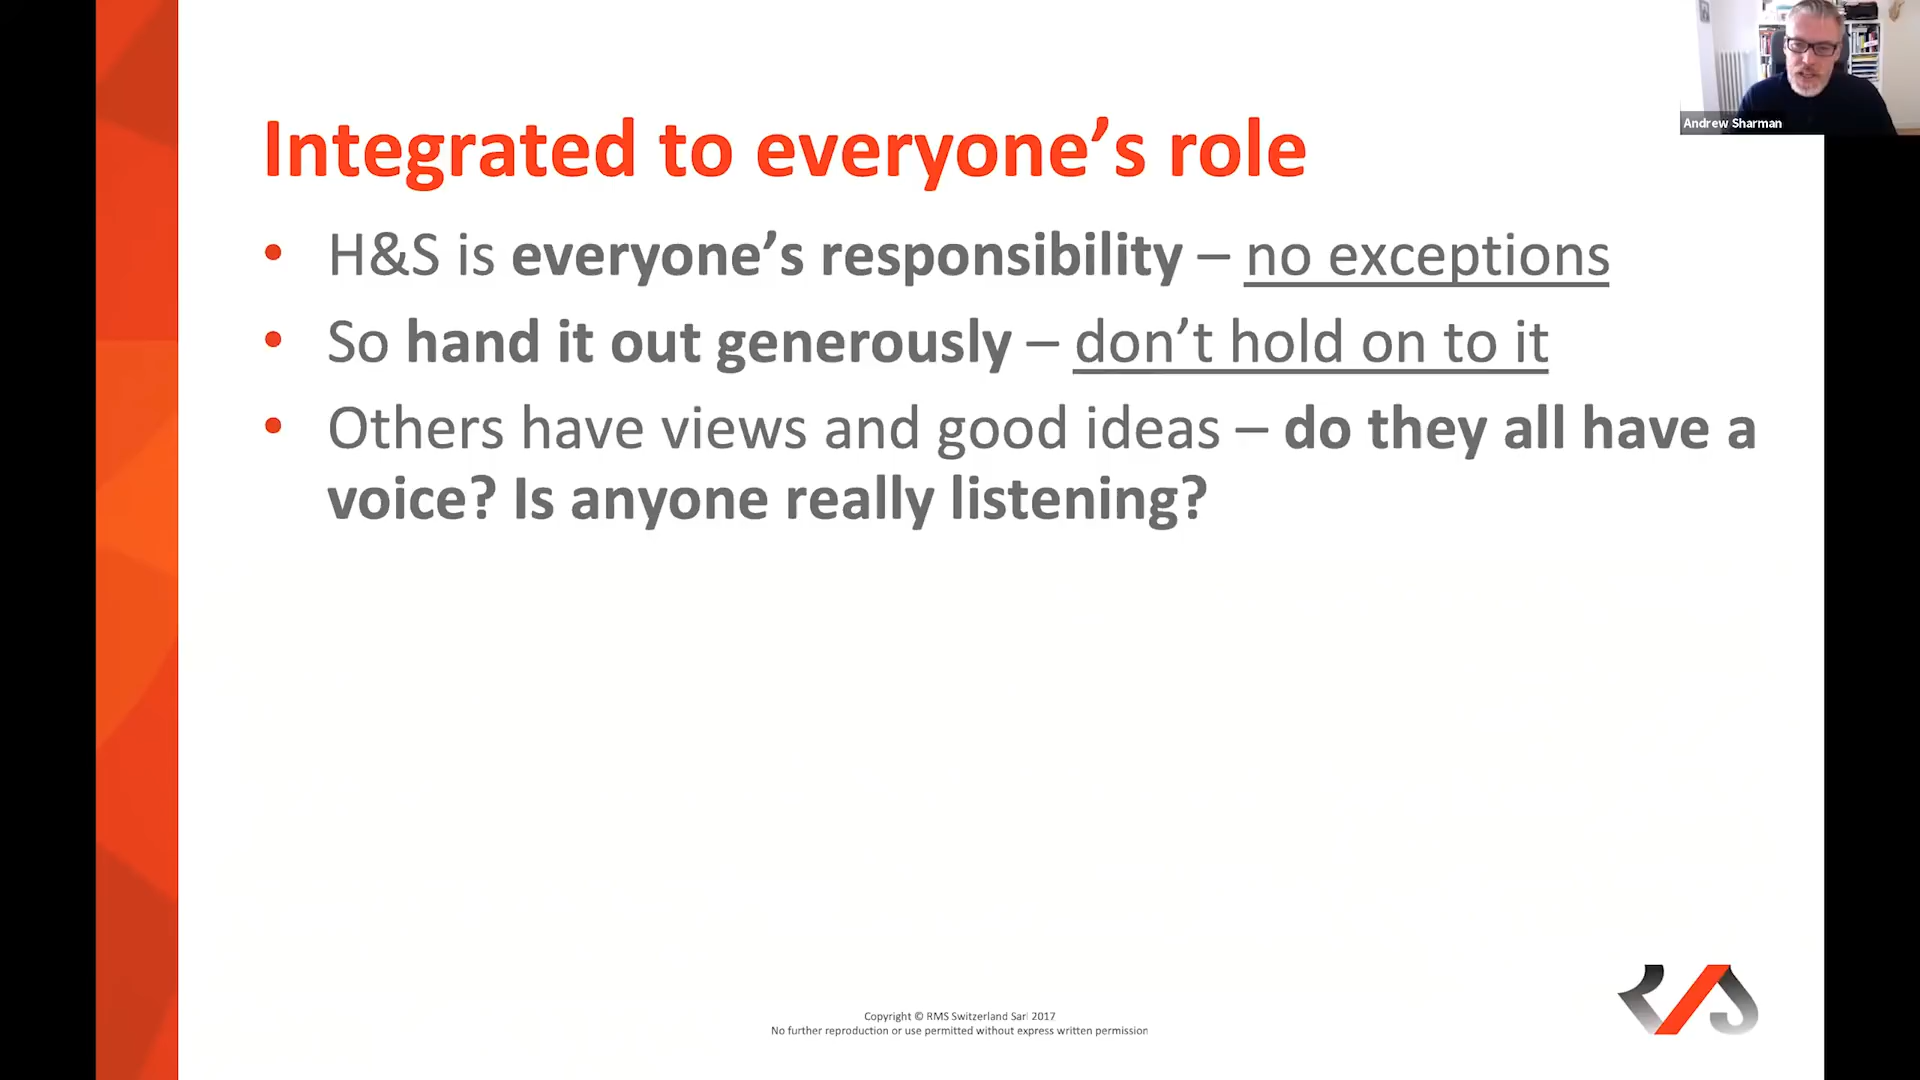 Andrew Sharman
Integrated to everyone’s role
• H&S is everyone’s responsibility – no exceptions
• So hand it out generously – don’t hold on to it
• Others have views and good ideas – do they all have a
voice? Is anyone really listening?
Copyright © RMS Switzerland Sarl 2017
No further reproduction or use permitted without express written permission